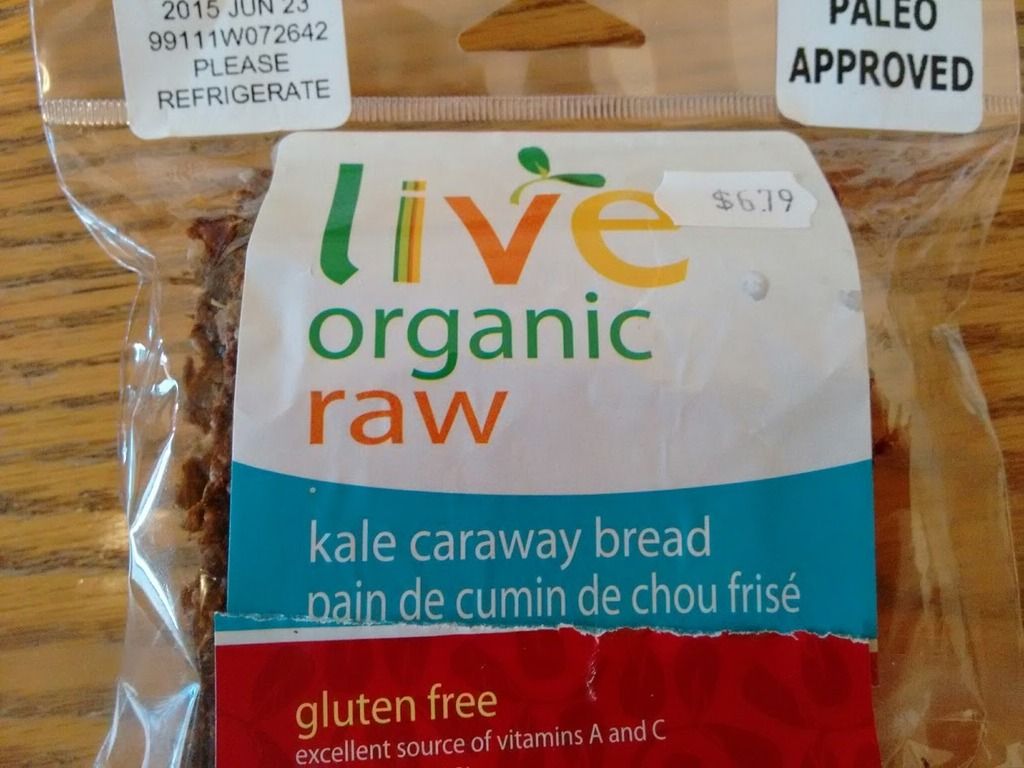 2015 JUN 23
99111W072642
PLEASE
REFRIGERATE
PALEO
APPROVED
$6.79
live
organic
raw
kale caraway bread
pain de cumin de chou frisé
gluten free
excellent source of vitamins A and C